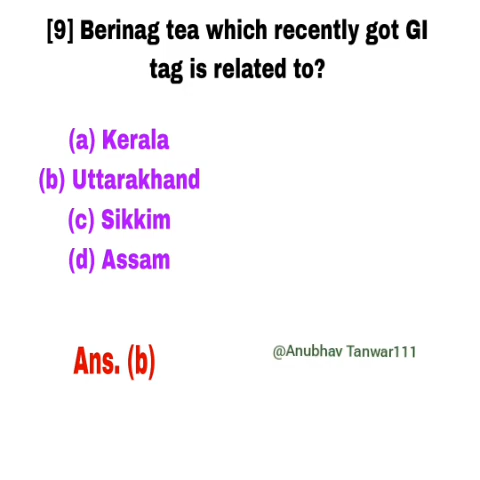 [9] Berinag tea which recently got GI
tag is related to?
(a) Kerala
(b) Uttarakhand
(c) Sikkim
(d) Assam
Ans. (b)
@Anubhav Tanwar111